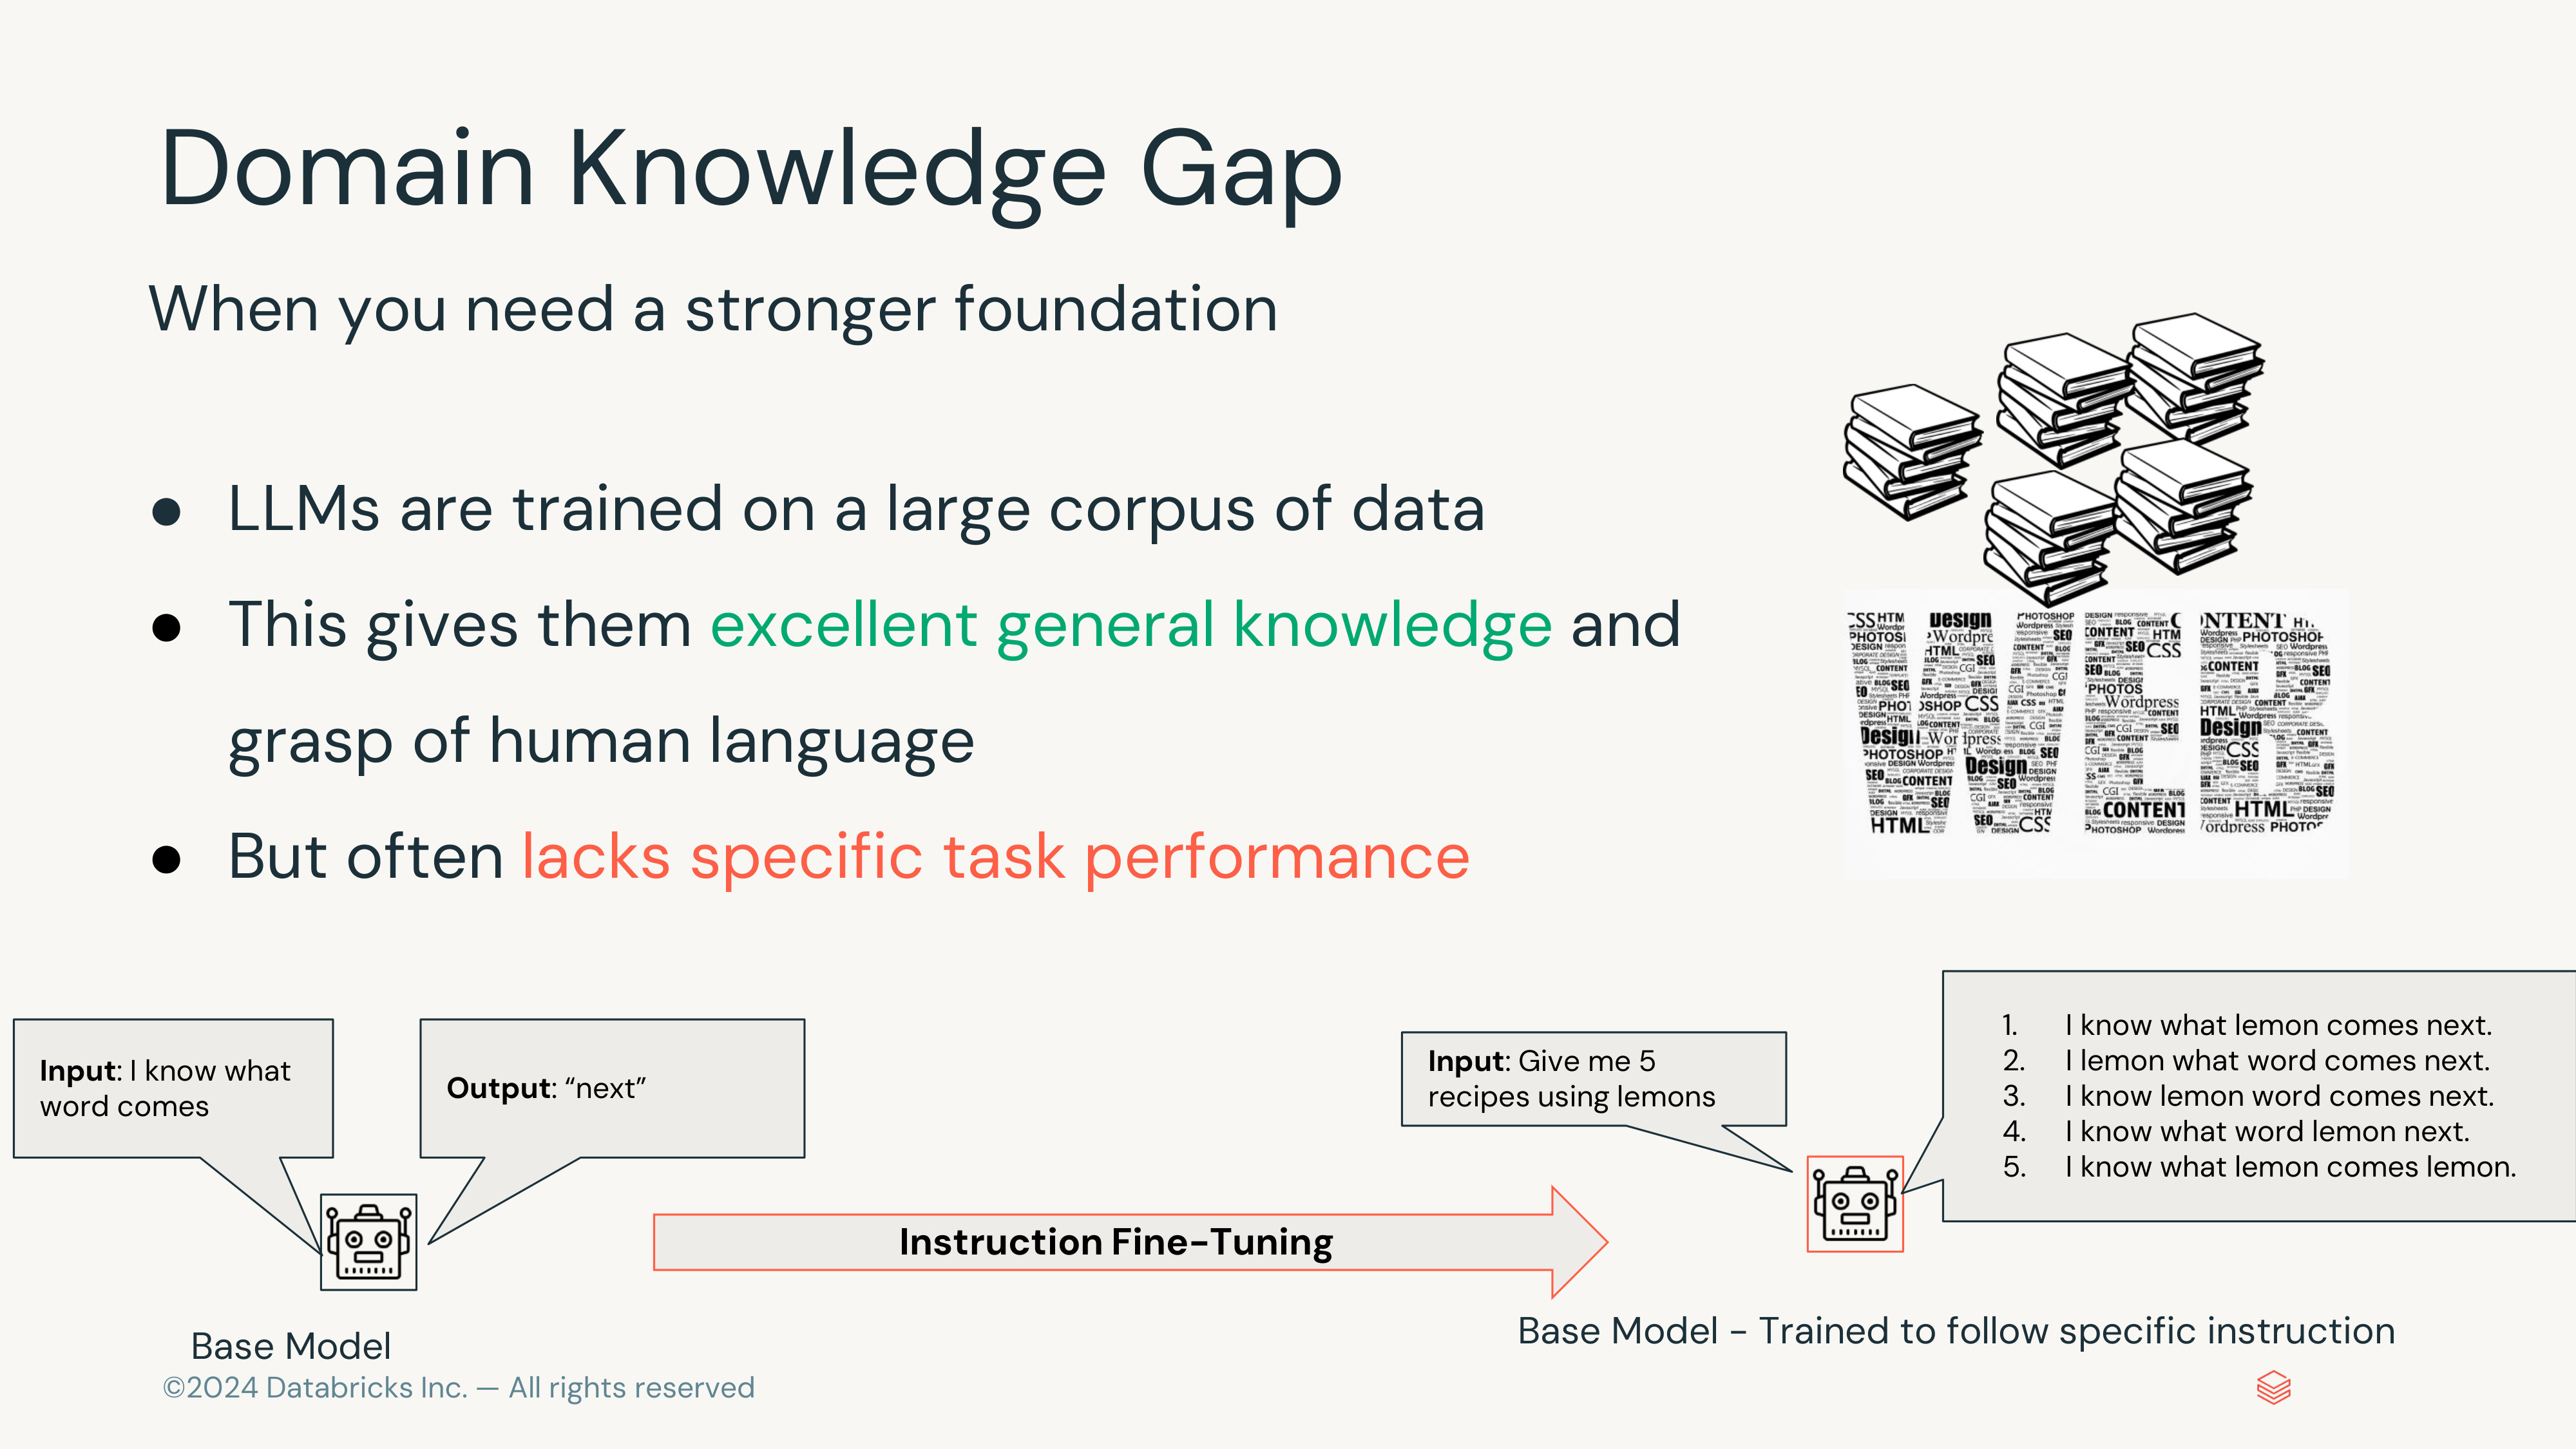 Domain Knowledge Gap
When you need a stronger foundation
● LLMs are trained on a large corpus of data
● This gives them excellent general knowledge and
grasp of human language
● But often lacks specific task performance
Input: I know what
word comes
Output: “next”
Base Model
Instruction Fine-Tuning
Input: Give me 5
recipes using lemons
1. I know what lemon comes next.
2. I lemon what word comes next.
3. I know lemon word comes next.
4. I know what word lemon next.
5. I know what lemon comes lemon.
Base Model - Trained to follow specific instruction
WEB
©2024 Databricks Inc. — All rights reserved